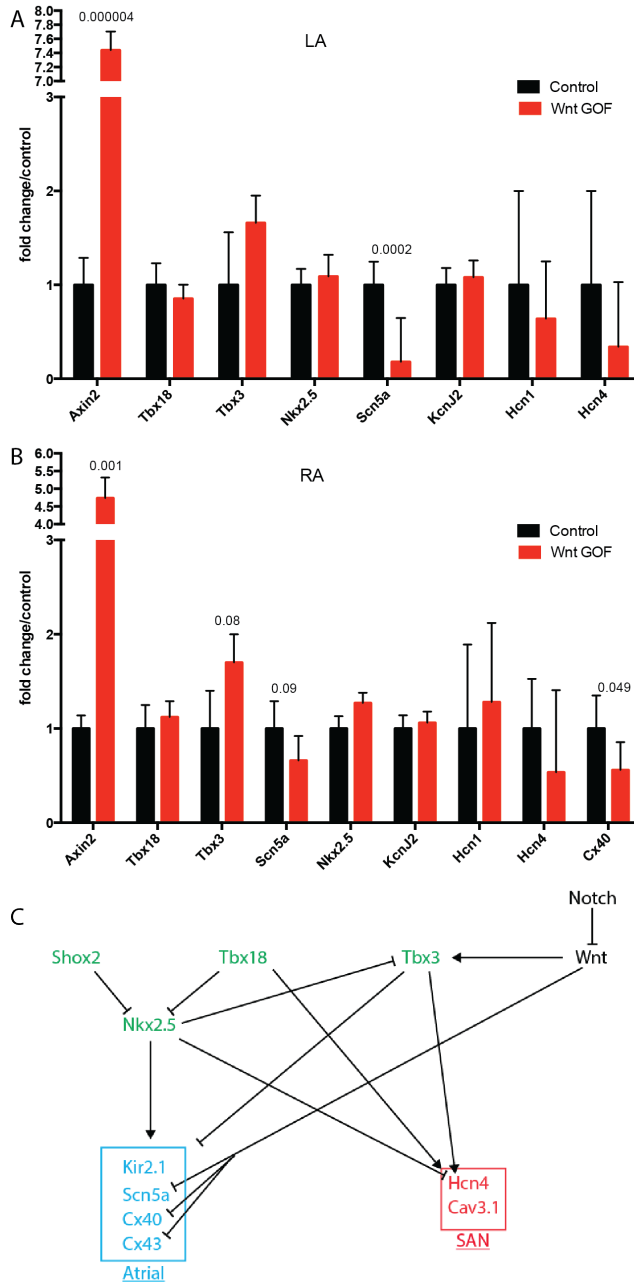 A
0.000004
LA
8.0
7.8
7.6
7.4
7.2
7.0
3
2
1
0
fold change/control
Control
Wnt GOF
0.0002
Axin2
Tbx18
Tbx3
Nkx2.5
Scn5a
KcnJ2
Hcn1
Hcn4
B
0.001
RA
6.0
5.5
5.0
4.5
4.0
3
2
1
0
fold change/control
Control
Wnt GOF
0.08
0.09
0.049
Axin2
Tbx18
Tbx3
Scn5a
Nkx2.5
KcnJ2
Hcn1
Hcn4
Cx40
C
Notch
Shox2 Tbx18 Tbx3 Wnt
Nkx2.5
Kir2.1
Scn5a
Cx40
Cx43
Atrial
Hcn4
Cav3.1
SAN